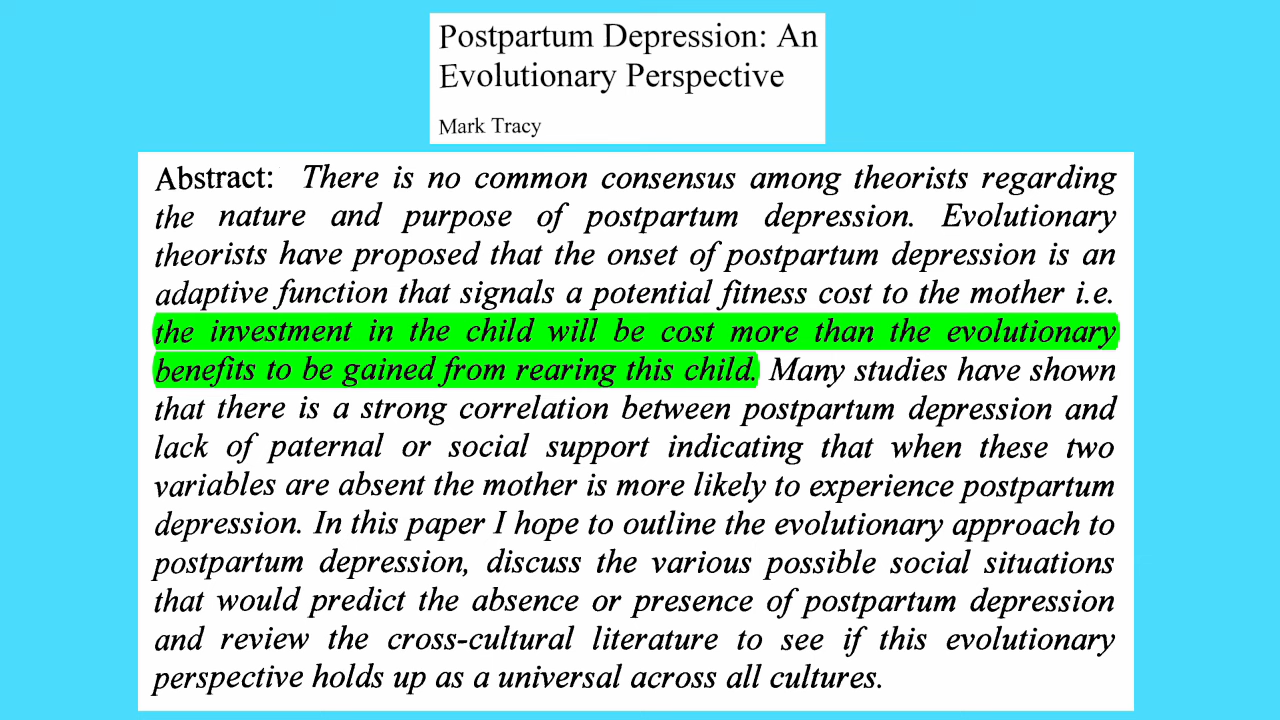 Postpartum Depression: An
Evolutionary Perspective
Mark Tracy
Abstract: There is no common consensus among theorists regarding
the nature and purpose of postpartum depression. Evolutionary
theorists have proposed that the onset of postpartum depression is an
adaptive function that signals a potential fitness cost to the mother i.e.
the investment in the child will be cost more than the evolutionary
benefits to be gained from rearing this child. Many studies have shown
that there is a strong correlation between postpartum depression and
lack of paternal or social support indicating that when these two
variables are absent the mother is more likely to experience postpartum
depression. In this paper I hope to outline the evolutionary approach to
postpartum depression, discuss the various possible social situations
that would predict the absence or presence of postpartum depression
and review the cross-cultural literature to see if this evolutionary
perspective holds up as a universal across all cultures.